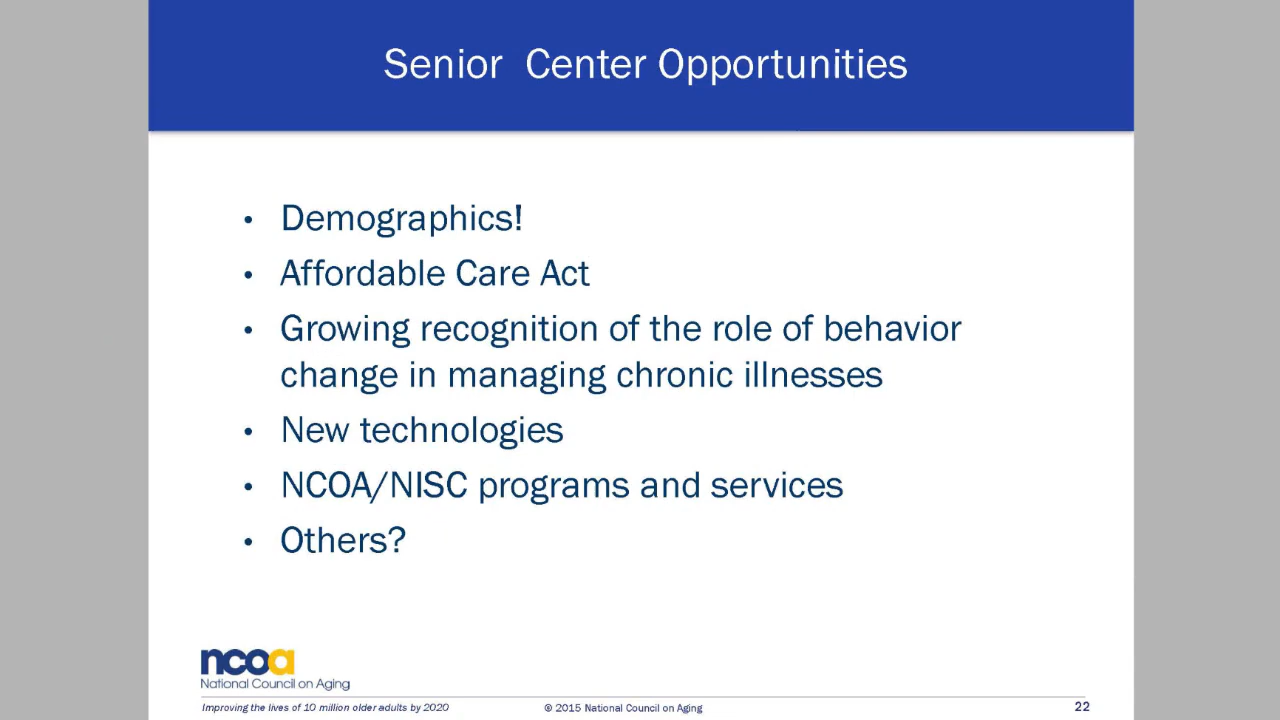 Senior Center Opportunities
• Demographics!
• Affordable Care Act
• Growing recognition of the role of behavior
change in managing chronic illnesses
• New technologies
• NCOA/NISC programs and services
• Others?
ncoa
National Council on Aging
Improving the lives of 10 million older adults by 2020
© 2015 National Council on Aging
22